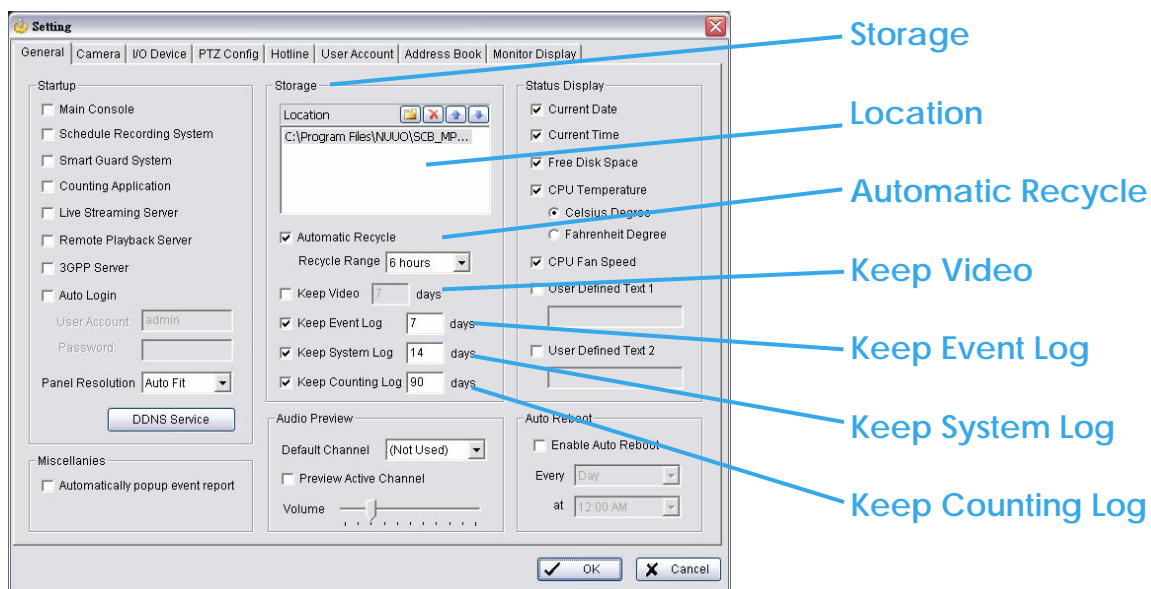 Setting
General Camera I/O Device PTZ Config Hotline User Account Address Book Monitor Display
Startup
Main Console
Schedule Recording System
Smart Guard System
Counting Application
Live Streaming Server
Remote Playback Server
3GPP Server
Auto Login
User Account: admin
Password:
Panel Resolution Auto Fit
DDNS Service
Miscellanies
Automatically popup event report
Storage
Location
C:\Program Files\NUUO\SCB_MP...
Automatic Recycle
Recycle Range 6 hours
Keep Video 7 days
Keep Event Log 7 days
Keep System Log 14 days
Keep Counting Log 90 days
Audio Preview
Default Channel (Not Used)
Preview Active Channel
Volume
Status Display
Current Date
Current Time
Free Disk Space
CPU Temperature
Celsius Degree
Fahrenheit Degree
CPU Fan Speed
User Defined Text 1
User Defined Text 2
Auto Reboot
Enable Auto Reboot
Every Day
at 12:00 AM
OK Cancel
Storage
Location
Automatic Recycle
Keep Video
Keep Event Log
Keep System Log
Keep Counting Log